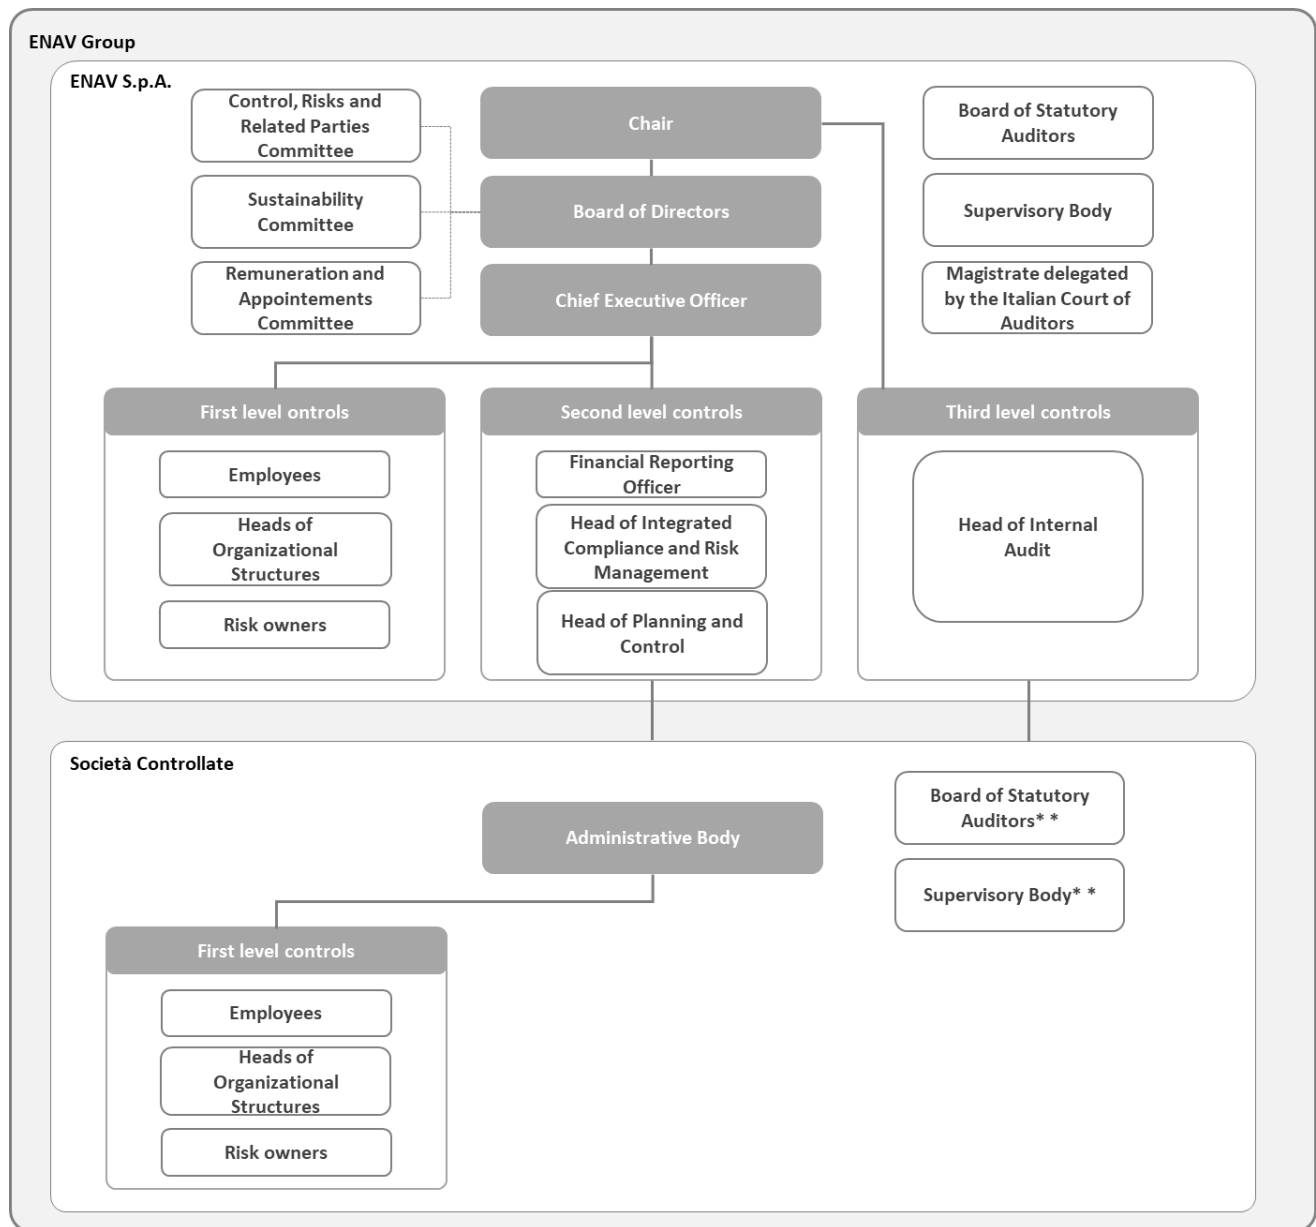 ENAV Group
ENAV S.p.A.
Control, Risks and
Related Parties
Committee
Sustainability
Committee
Remuneration and
Appointements
Committee
Chair
Board of Directors
Chief Executive Officer
Board of Statutory
Auditors
Supervisory Body
Magistrate delegated
by the Italian Court of
Auditors
First level ontrols
Employees
Heads of
Organizational
Structures
Risk owners
Second level controls
Financial Reporting
Officer
Head of Integrated
Compliance and Risk
Management
Head of Planning and
Control
Third level controls
Head of Internal
Audit
Società Controllate
Administrative Body
Board of Statutory
Auditors* *
Supervisory Body* *
First level controls
Employees
Heads of
Organizational
Structures
Risk owners